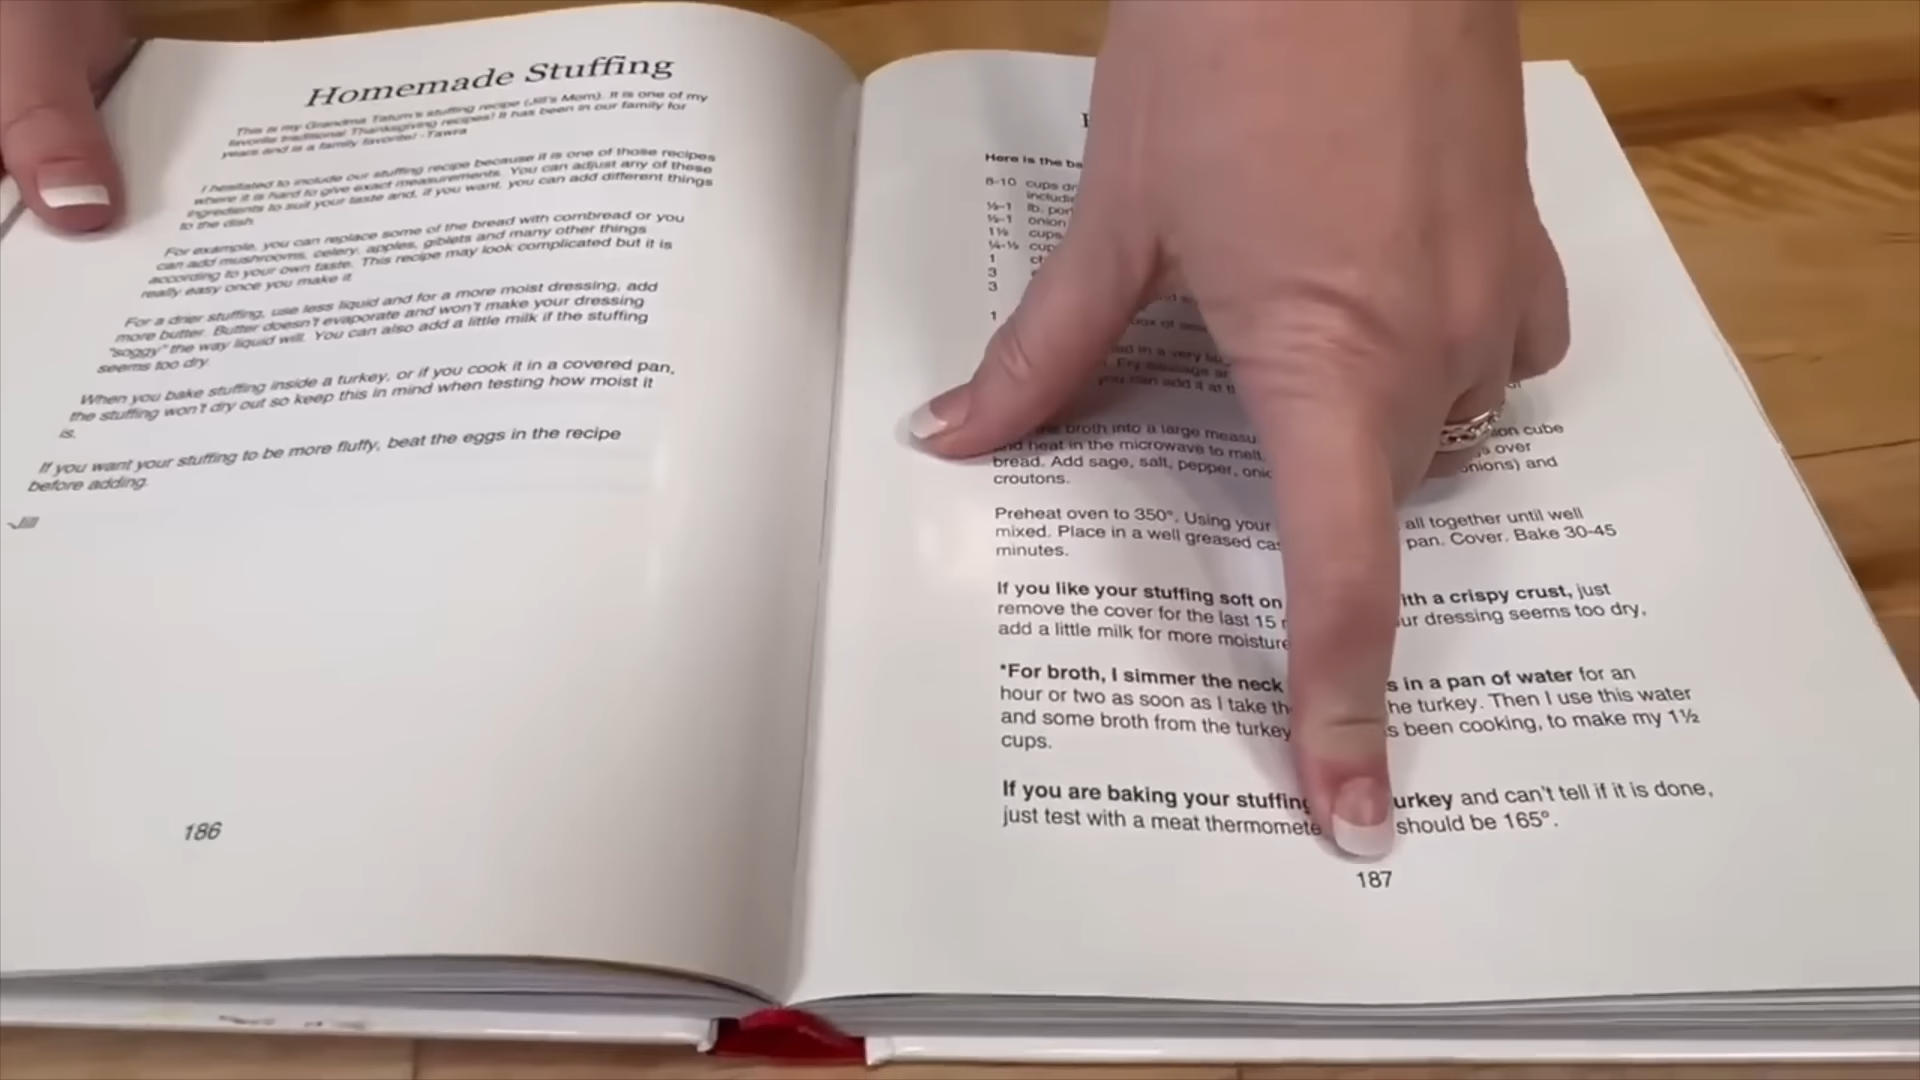 Homemade Stuffing
This is my Grandma Tatum's stuffing recipe (Jill's Mom). It is one of my
favorite traditional Thanksgiving recipes! It has been in our family for
years and is a family favorite! -Tawra
I hesitated to include our stuffing recipe because it is one of those recipes
where it is hard to give exact measurements. You can adjust any of these
ingredients to suit your taste and, if you want, you can add different things
to the dish.
For example, you can replace some of the bread with cornbread or you
can add mushrooms, celery, apples, giblets and many other things
according to your own taste. This recipe may look complicated but it is
really easy once you make it
For a drier stuffing, use less liquid and for a more moist dressing, add
more butter. Butter doesn't evaporate and won't make your dressing
"soggy" the way liquid will. You can also add a little milk if the stuffing
seems too dry.
When you bake stuffing inside a turkey, or if you cook it in a covered pan,
the stuffing won't dry out so keep this in mind when testing how moist it
is.
If you want your stuffing to be more fluffy, beat the eggs in the recipe
before adding.
Jill
186
Here is the
8-10 cups
½-1 lb.
½-1 onion
1½ cups
¼-½ cup
1
3
3
1
box of
in a very
Fry sausage
you can add it at
broth into a large on cube
and heat in the microwave to melt. over
bread. Add sage, salt, pepper, onions) and
croutons.
Preheat oven to 350°. Using your all together until well
mixed. Place in a well greased pan. Cover. Bake 30-45
minutes.
If you like your stuffing soft on with a crispy crust, just
remove the cover for the last 15 dressing seems too dry,
add a little milk for more moisture
*For broth, I simmer the neck in a pan of water for an
hour or two as soon as I take the turkey. Then I use this water
and some broth from the turkey been cooking, to make my 1½
cups.
If you are baking your stuffing turkey and can't tell if it is done,
just test with a meat thermometer should be 165°.
187